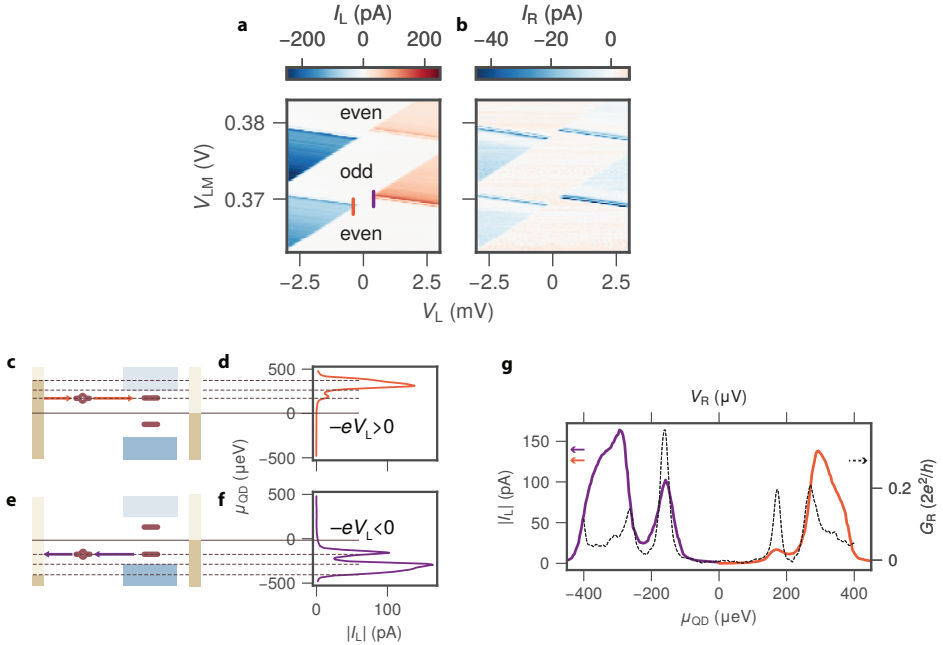 a
I_L (pA)
b
I_R (pA)
−200
0
200
−40
−20
0
even
odd
even
0.38
0.37
V_LM (V)
−2.5
0
2.5
−2.5
0
2.5
V_L (mV)
c
d
500
0
−500
−eV_L>0
μ_QD (μeV)
e
f
500
0
−500
−eV_L<0
0
100
|I_L| (pA)
g
V_R (μV)
150
100
50
0
|I_L| (pA)
0.2
0
G_R (2e²/h)
−400
−200
0
200
400
μ_QD (μeV)